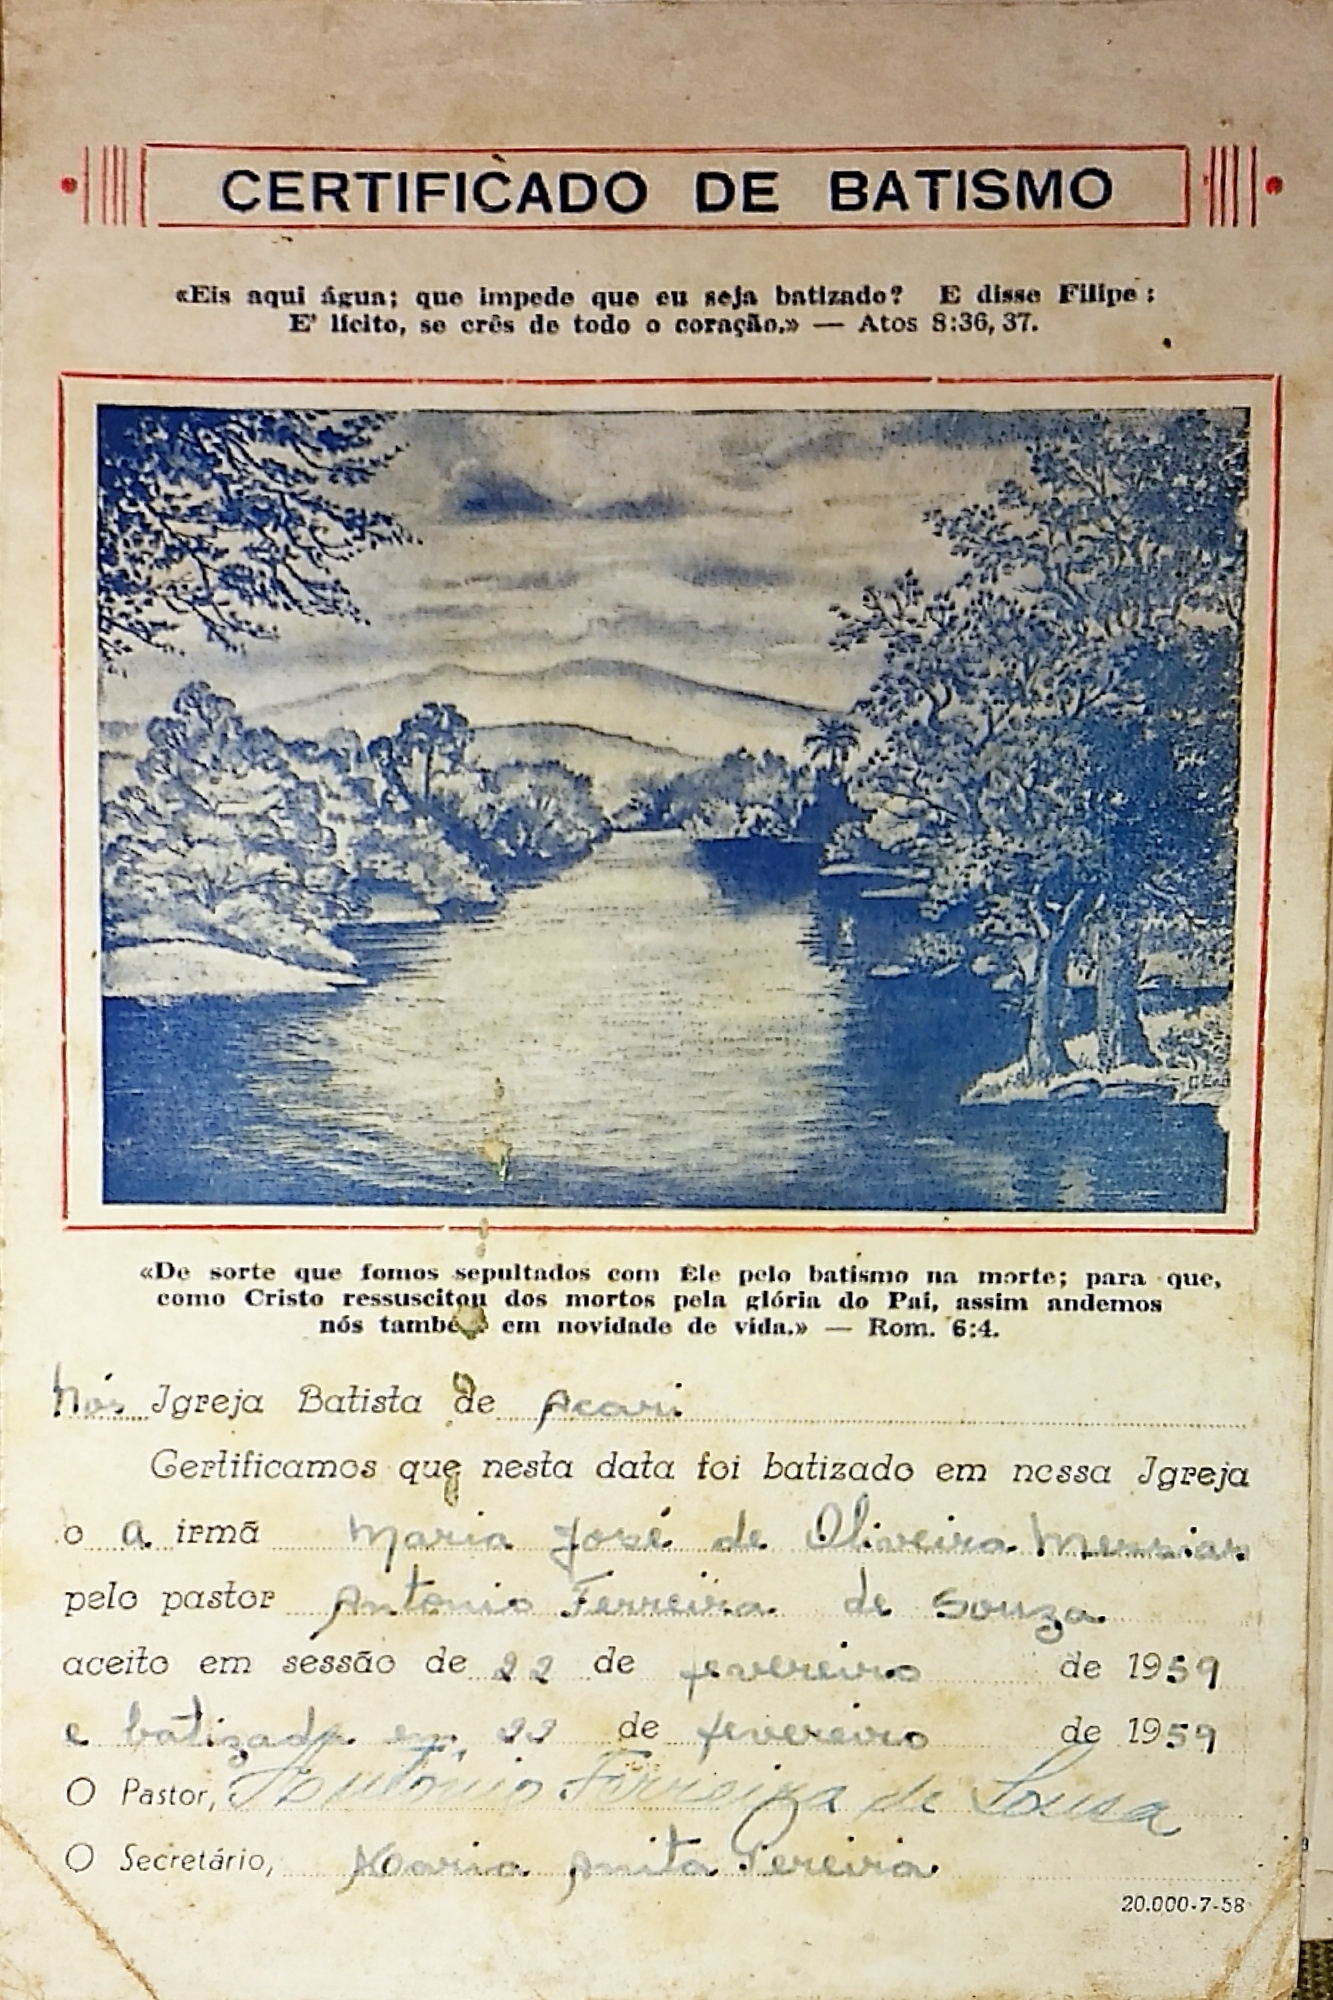 CERTIFICADO DE BATISMO
«Eis aqui água; que impede que eu seja batizado? E disse Filipe:
E' lícito, se crês de todo o coração.» — Atos 8:36, 37.
«De sorte que fomos sepultados com Ele pelo batismo na morte; para que,
como Cristo ressuscitou dos mortos pela glória do Pai, assim andemos
nós também em novidade de vida.» — Rom. 6:4.
Nós Igreja Batista de Acari
Certificamos que nesta data foi batizado em nossa Igreja
o a irmã Maria José de Oliveira Messias
pelo pastor Antonio Ferreira de Souza
aceito em sessão de 22 de fevereiro de 1959
e batizada em 22 de fevereiro de 1959
O Pastor, Antônio Ferreira de Sousa
O Secretário, Maria Anita Pereira
20.000-7-58